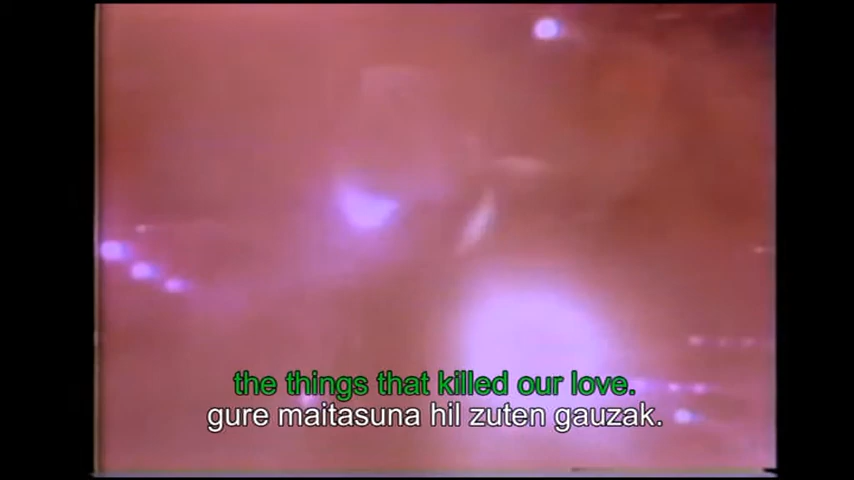 the things that killed our love.
gure maitasuna hil zuten gauzak.